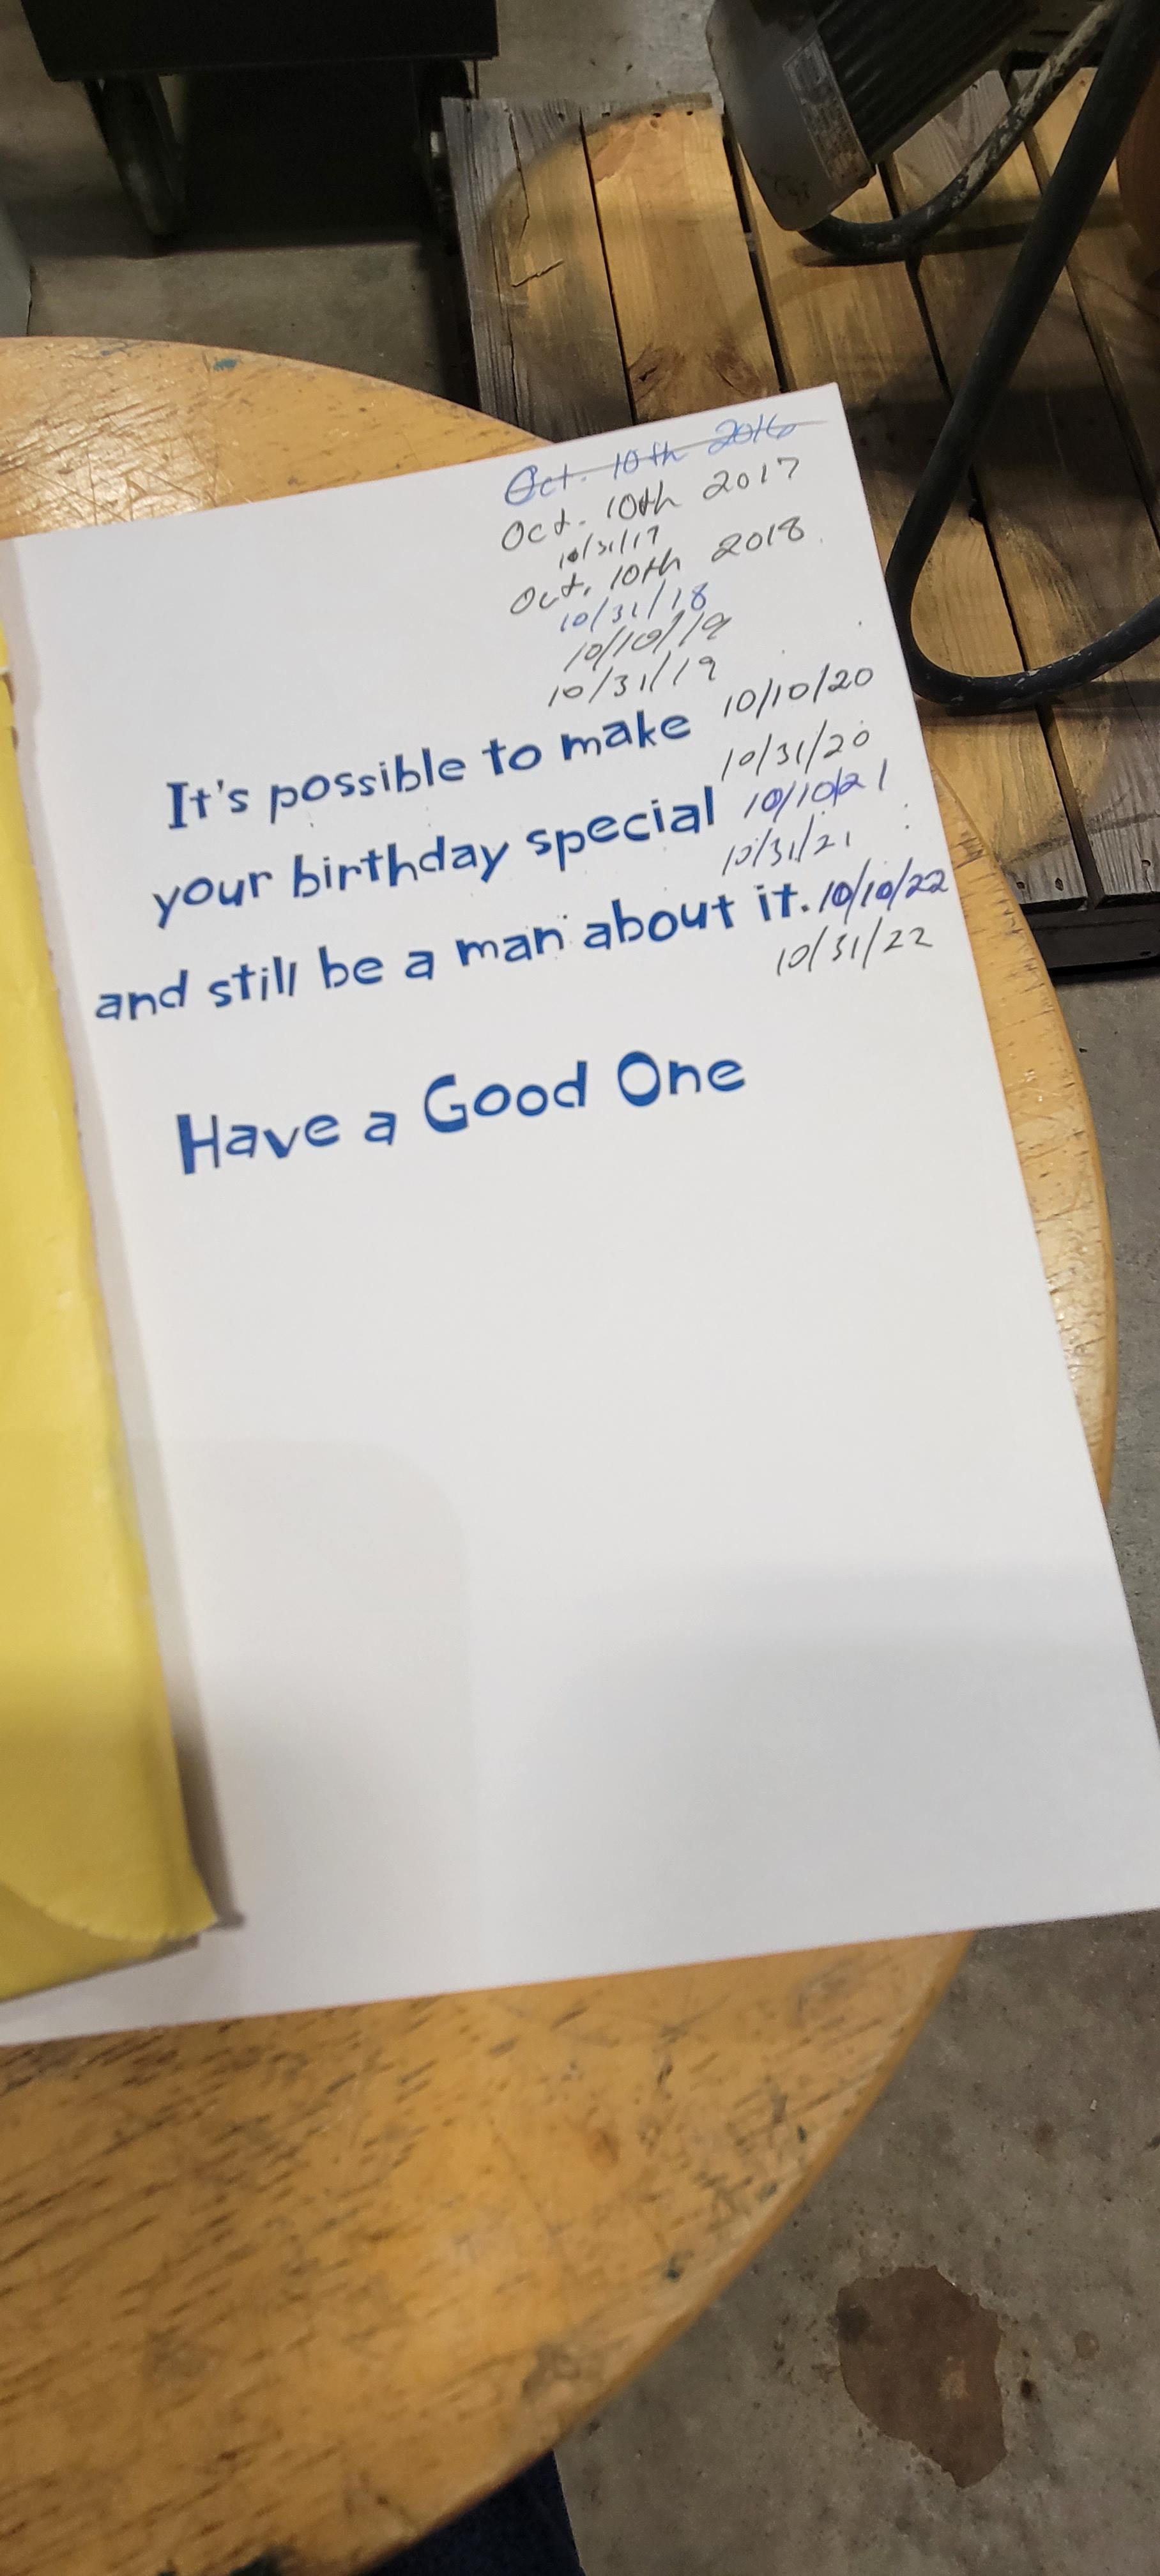 Oct. 10th 2016
Oct. 10th 2017
10/31/17
Oct. 10th 2018
10/31/18
10/10/19
10/31/19
It's possible to make 10/10/20
10/31/20
your birthday special 10/10/21
10/31/21
and still be a man about it. 10/10/22
10/31/22
Have a Good One